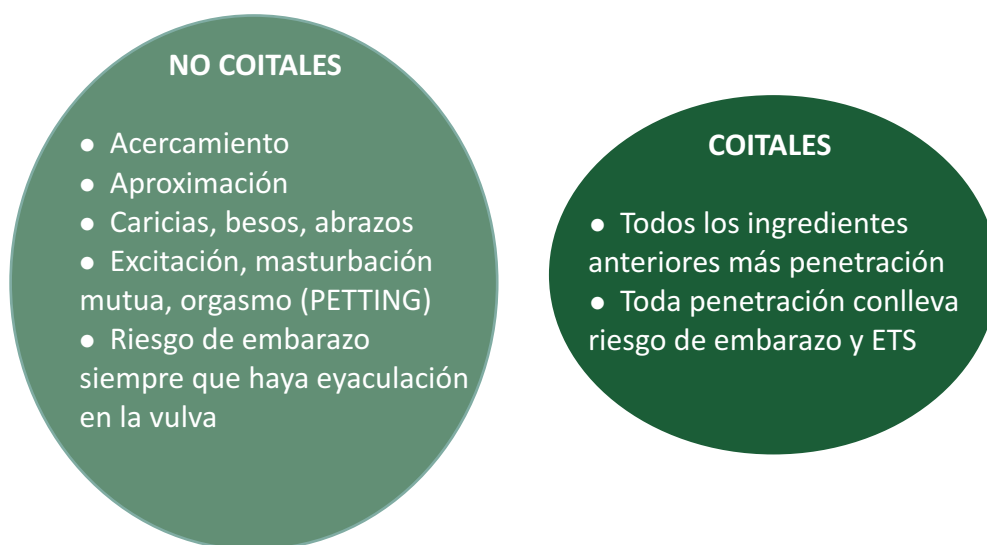 NO COITALES
● Acercamiento
● Aproximación
● Caricias, besos, abrazos
● Excitación, masturbación
mutua, orgasmo (PETTING)
● Riesgo de embarazo
siempre que haya eyaculación
en la vulva
COITALES
● Todos los ingredientes
anteriores más penetración
● Toda penetración conlleva
riesgo de embarazo y ETS